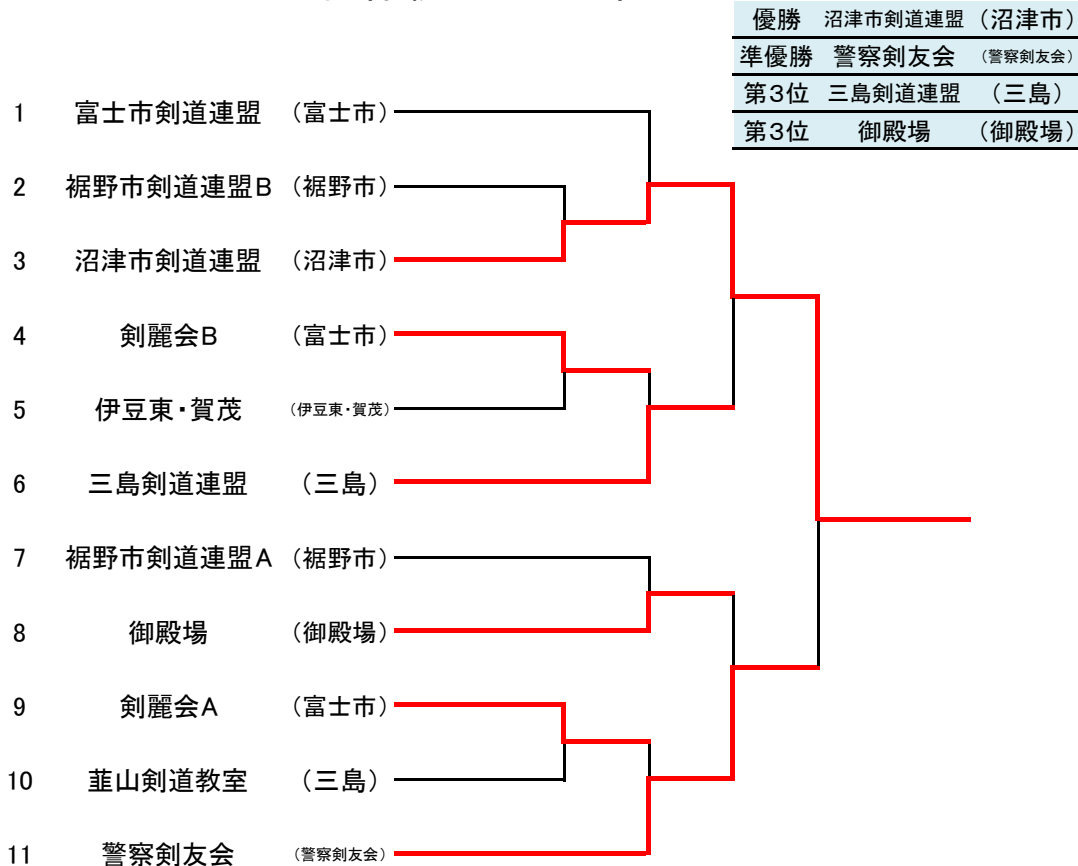 優勝 沼津市剣道連盟 (沼津市)
準優勝 警察剣友会 (警察剣友会)
第3位 三島剣道連盟 (三島)
第3位 御殿場 (御殿場)
1 富士市剣道連盟 (富士市)
2 裾野市剣道連盟B (裾野市)
3 沼津市剣道連盟 (沼津市)
4 剣麗会B (富士市)
5 伊豆東・賀茂 (伊豆東・賀茂)
6 三島剣道連盟 (三島)
7 裾野市剣道連盟A (裾野市)
8 御殿場 (御殿場)
9 剣麗会A (富士市)
10 韮山剣道教室 (三島)
11 警察剣友会 (警察剣友会)